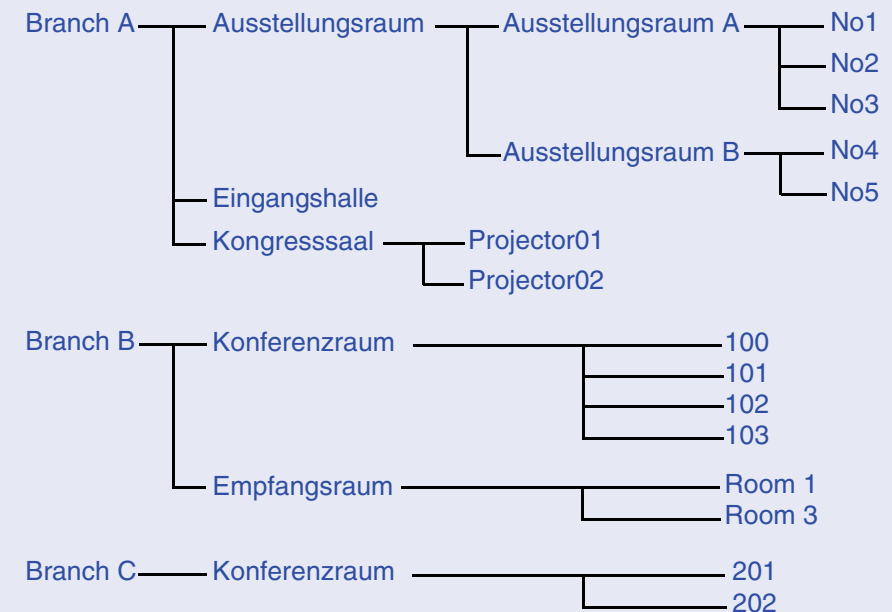 Branch A Ausstellungsraum Ausstellungsraum A No1
No2
No3
Ausstellungsraum B No4
No5
Eingangshalle
Kongresssaal Projector01
Projector02
Branch B Konferenzraum 100
101
102
103
Empfangsraum Room 1
Room 3
Branch C Konferenzraum 201
202